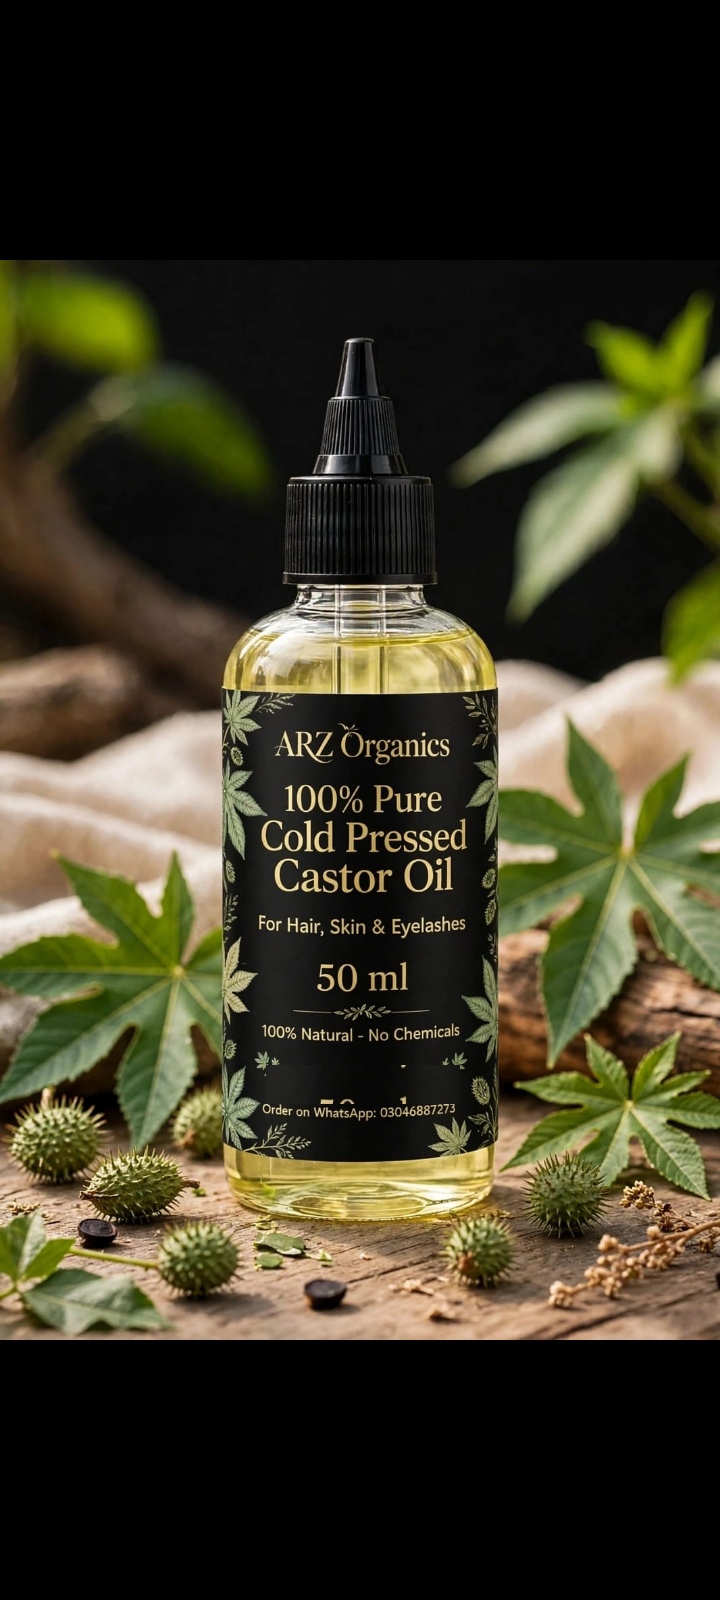 ARZ Organics
100% Pure
Cold Pressed
Castor Oil
For Hair, Skin & Eyelashes
50 ml
100% Natural - No Chemicals
Order on WhatsApp: 03046887273